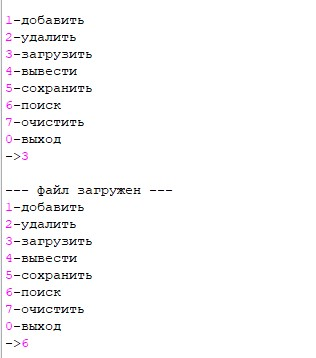 1-добавить
2-удалить
3-загрузить
4-вывести
5-сохранить
6-поиск
7-очистить
0-выход
->3
--- файл загружен ---
1-добавить
2-удалить
3-загрузить
4-вывести
5-сохранить
6-поиск
7-очистить
0-выход
->6